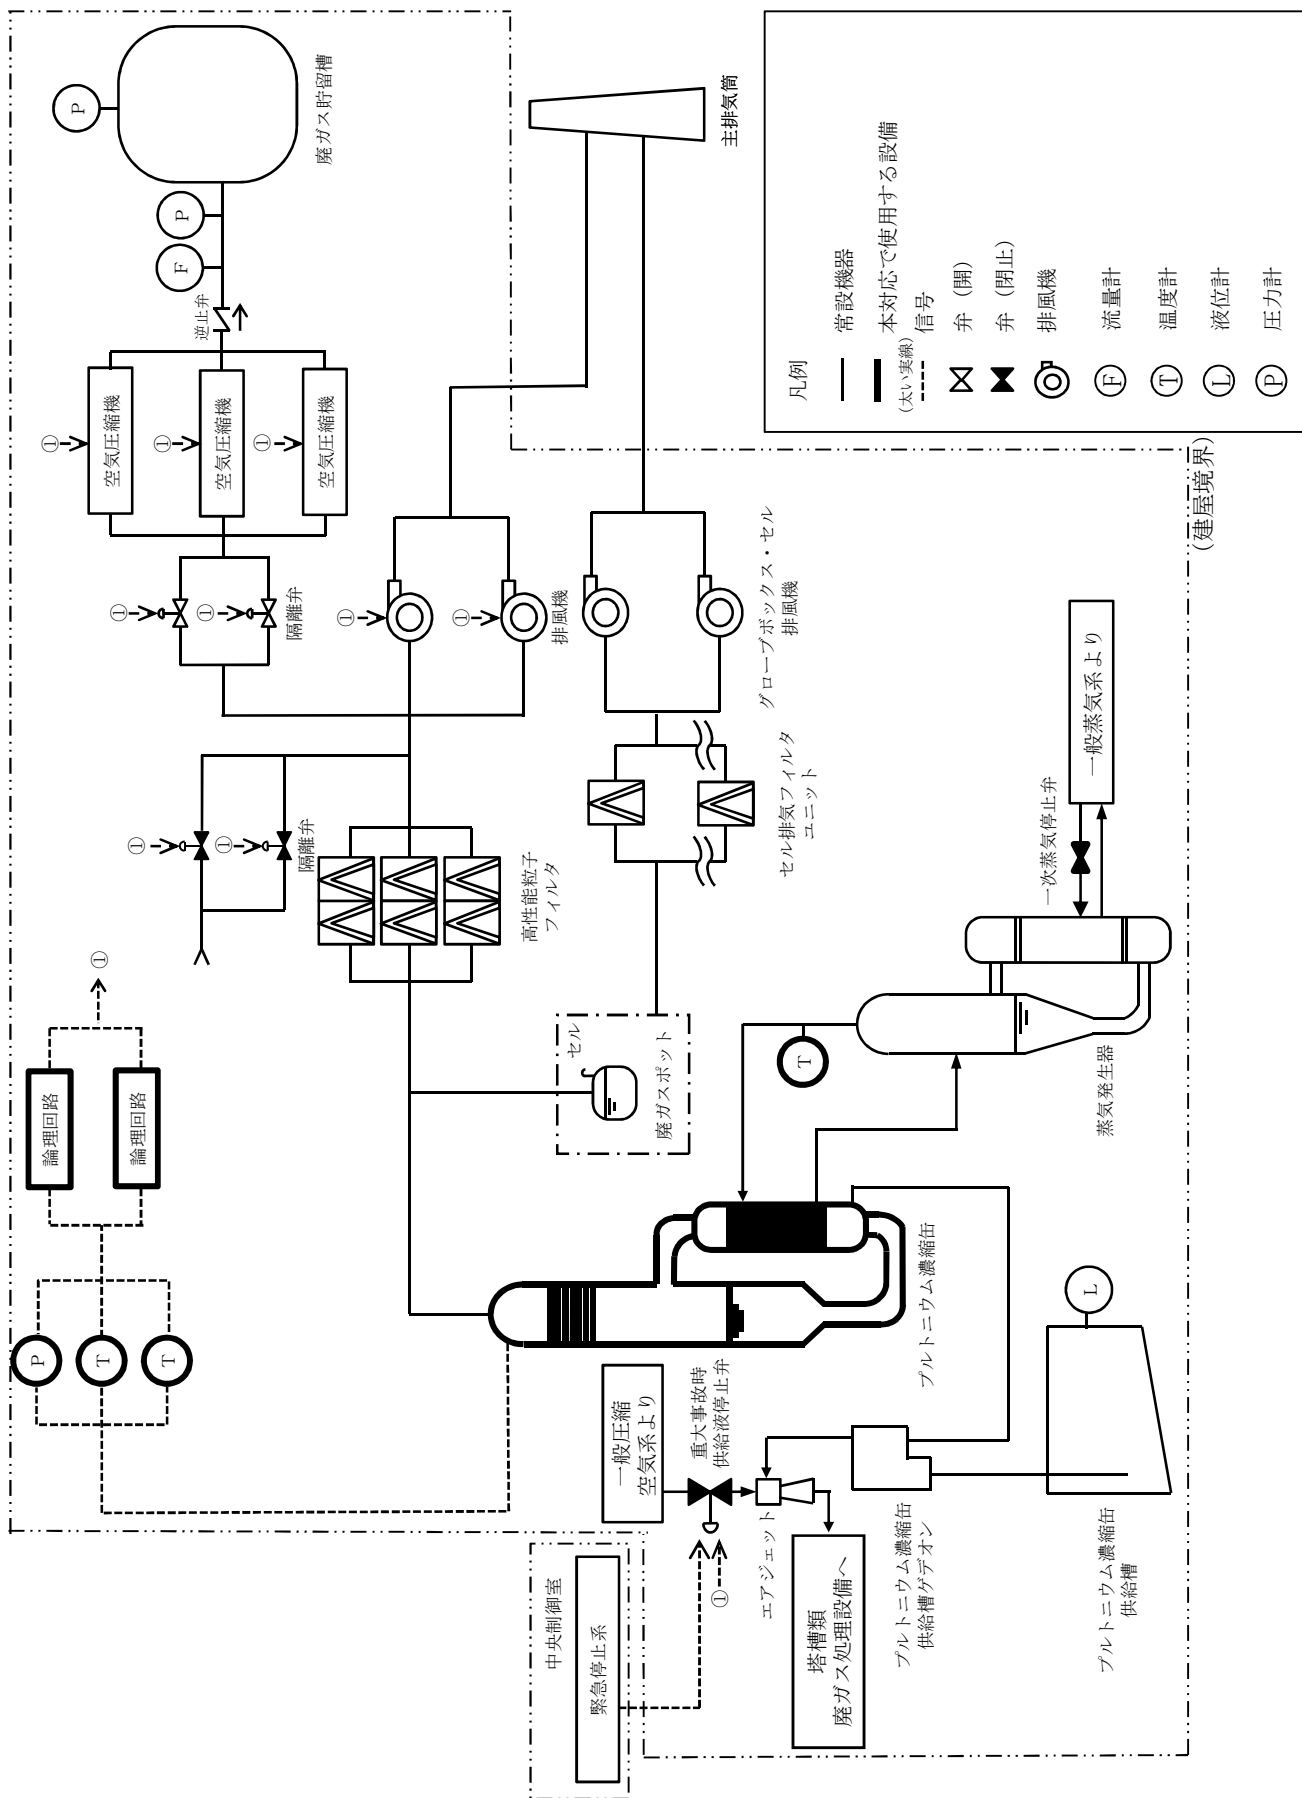 P
T
T
論理回路
論理回路
①
①
①
隔離弁
①
①
隔離弁
①
空気圧縮機
①
空気圧縮機
①
空気圧縮機
逆止弁
F
P
P
廃ガス貯留槽
高性能粒子
フィルタ
①
①
排風機
主排気筒
グローブボックス・セル
排風機
セル排気フィルタ
ユニット
セル
廃ガスポット
中央制御室
緊急停止系
一般圧縮
空気系より
重大事故時
供給液停止弁
①
エアジェット
塔槽類
廃ガス処理設備へ
プルトニウム濃縮缶
供給槽ゲデオン
プルトニウム濃縮缶
供給槽
L
プルトニウム濃縮缶
T
蒸気発生器
一次蒸気停止弁
一般蒸気系より
(建屋境界)
凡例
常設機器
本対応で使用する設備
(太い実線)
信号
弁（開）
弁（閉止）
排風機
F 流量計
T 温度計
L 液位計
P 圧力計